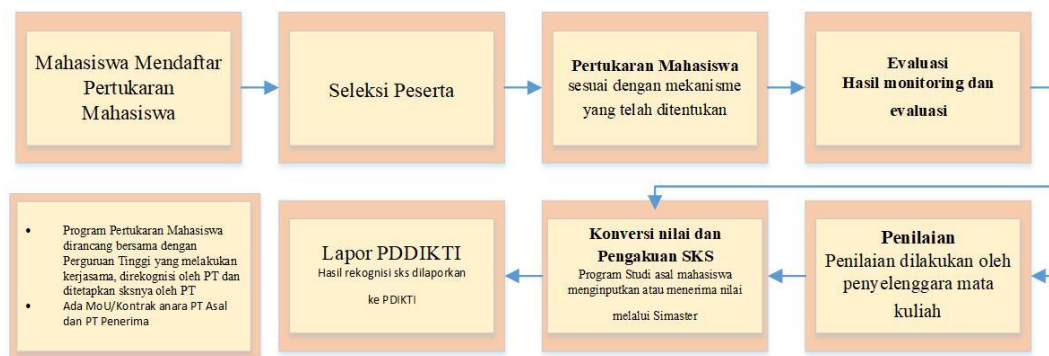 Mahasiswa Mendaftar
Pertukaran
Mahasiswa
Seleksi Peserta
Pertukaran Mahasiswa
sesuai dengan mekanisme
yang telah ditentukan
Evaluasi
Hasil monitoring dan
evaluasi
• Program Pertukaran Mahasiswa
dirancang bersama dengan
Perguruan Tinggi yang melakukan
kerjasama, direkognisi oleh PT dan
ditetapkan sksnya oleh PT
• Ada MoU/Kontrak anara PT Asal
dan PT Penerima
Lapor PDDIKTI
Hasil rekognisi sks dilaporkan
ke PDIKTI
Konversi nilai dan
Pengakuan SKS
Program Studi asal mahasiswa
menginputkan atau menerima nilai
melalui Simaster
Penilaian
Penilaian dilakukan oleh
penyelenggara mata
kuliah